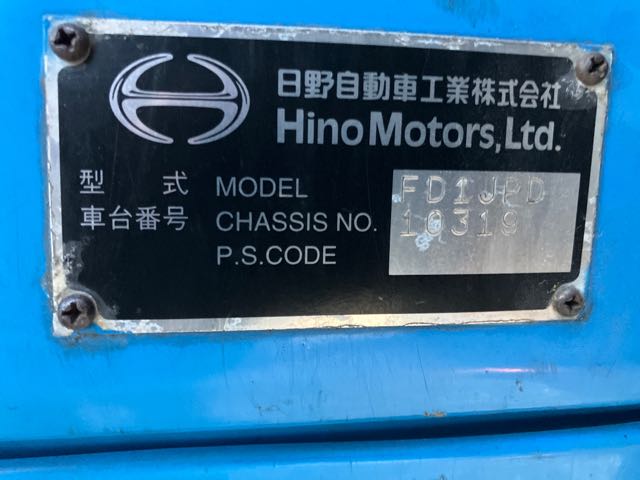 日野自動車工業株式会社
Hino Motors, Ltd.
型 式 MODEL FD1JPD
車台番号 CHASSIS NO. 10319
P.S.CODE